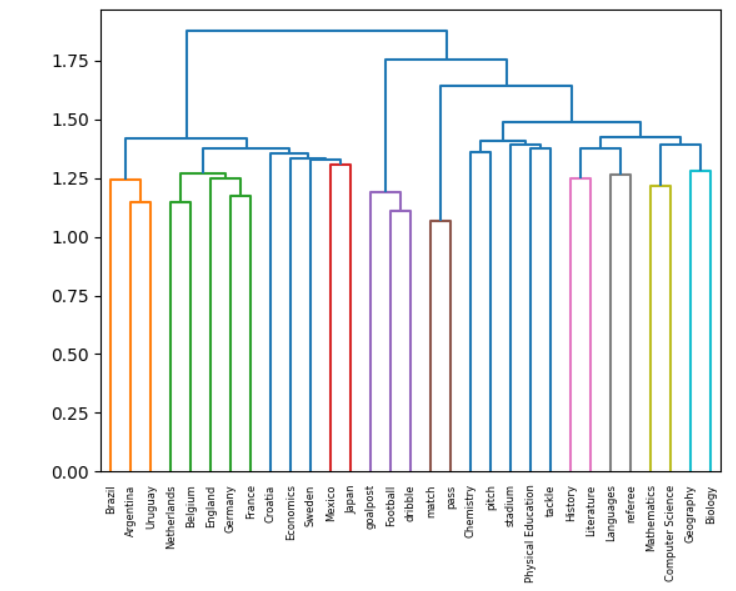 1.75
1.50
1.25
1.00
0.75
0.50
0.25
0.00
Brazil
Argentina
Uruguay
Netherlands
Belgium
England
Germany
France
Croatia
Economics
Sweden
Mexico
Japan
goalpost
Football
dribble
match
pass
Chemistry
pitch
stadium
Physical Education
tackle
History
Literature
Languages
referee
Mathematics
Computer Science
Geography
Biology